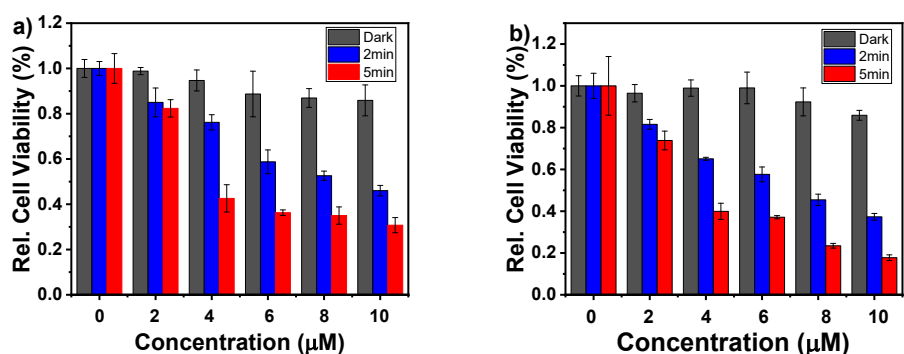 a)
Rel. Cell Viability (%)
1.2
1.0
0.8
0.6
0.4
0.2
0.0
Dark
2min
5min
0 2 4 6 8 10
Concentration (μM)
b)
Rel. Cell Viability (%)
1.2
1.0
0.8
0.6
0.4
0.2
0.0
Dark
2min
5min
0 2 4 6 8 10
Concentration (μM)